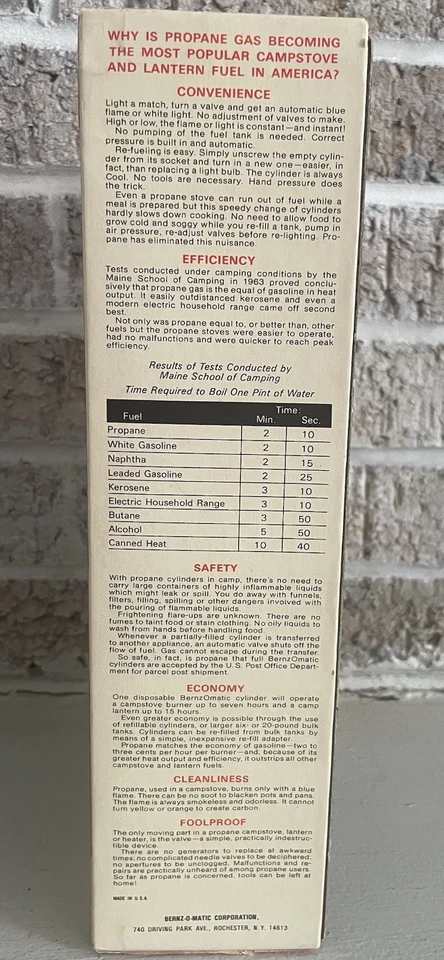 WHY IS PROPANE GAS BECOMING
THE MOST POPULAR CAMPSTOVE
AND LANTERN FUEL IN AMERICA?
CONVENIENCE
Light a match, turn a valve and get an automatic blue
flame or white light. No adjustment of valves to make.
High or low, the flame or light is constant—and instant!
No pumping of the fuel tank is needed. Correct
pressure is built in and automatic.
Re-fueling is easy. Simply unscrew the empty cylin-
der from its socket and turn in a new one—easier, in
fact, than replacing a light bulb. The cylinder is always
Cool. No tools are necessary. Hand pressure does
the trick.
Even a propane stove can run out of fuel while a
meal is prepared but this speedy change of cylinders
hardly slows down cooking. No need to allow food to
grow cold and soggy while you re-fill a tank, pump in
air pressure, re-adjust valves before re-lighting. Pro-
pane has eliminated this nuisance.
EFFICIENCY
Tests conducted under camping conditions by the
Maine School of Camping in 1963 proved conclu-
sively that propane gas is the equal of gasoline in heat
output. It easily outdistanced kerosene and even a
modern electric household range came off second
best.
Not only was propane equal to, or better than, other
fuels but the propane stoves were easier to operate,
had no malfunctions and were quicker to reach peak
efficiency.
Results of Tests Conducted by
Maine School of Camping
Time Required to Boil One Pint of Water
Time:
Fuel Min. Sec.
Propane 2 10
White Gasoline 2 10
Naphtha 2 15
Leaded Gasoline 2 25
Kerosene 3 10
Electric Household Range 3 10
Butane 3 50
Alcohol 5 50
Canned Heat 10 40
SAFETY
With propane cylinders in camp, there's no need to
carry large containers of highly inflammable liquids
which might leak or spill. You do away with funnels,
filters, filling, spilling or other dangers involved with
the pouring of flammable liquids.
Frightening flare-ups are unknown. There are no
fumes to taint food or stain clothing. No oily liquids to
wash from hands before handling food.
Whenever a partially-filled cylinder is transferred
to another appliance, an automatic valve shuts off the
flow of fuel. Gas cannot escape during the transfer.
So safe, in fact, is propane that full BernzOmatic
cylinders are accepted by the U.S. Post Office Depart-
ment for parcel post shipment.
ECONOMY
One disposable BernzOmatic cylinder will operate
a campstove burner up to seven hours and a camp
lantern up to 15 hours.
Even greater economy is possible through the use
of refillable cylinders, or larger six- or 20-pound bulk
tanks. Cylinders can be re-filled from bulk tanks by
means of a simple, inexpensive re-fill adapter.
Propane matches the economy of gasoline—two to
three cents per hour per burner—and, because of its
greater heat output and efficiency, it outstrips all other
campstove and lantern fuels.
CLEANLINESS
Propane, used in a campstove, burns only with a blue
flame. There can be no soot to blacken pots and pans.
The flame is always smokeless and odorless. It cannot
turn yellow or orange to create carbon.
FOOLPROOF
The only moving part in a propane campstove, lantern
or heater, is the valve—a simple, practically indestruc-
tible device.
There are no generators to replace at awkward
times; no complicated needle valves to be deciphered;
no apertures to be unclogged. Malfunctions and re-
pairs are practically unheard of among propane users.
So far as propane is concerned, tools can be left at
home!
MADE IN U.S.A.
BERNZ-O-MATIC CORPORATION,
740 DRIVING PARK AVE., ROCHESTER, N.Y. 14613